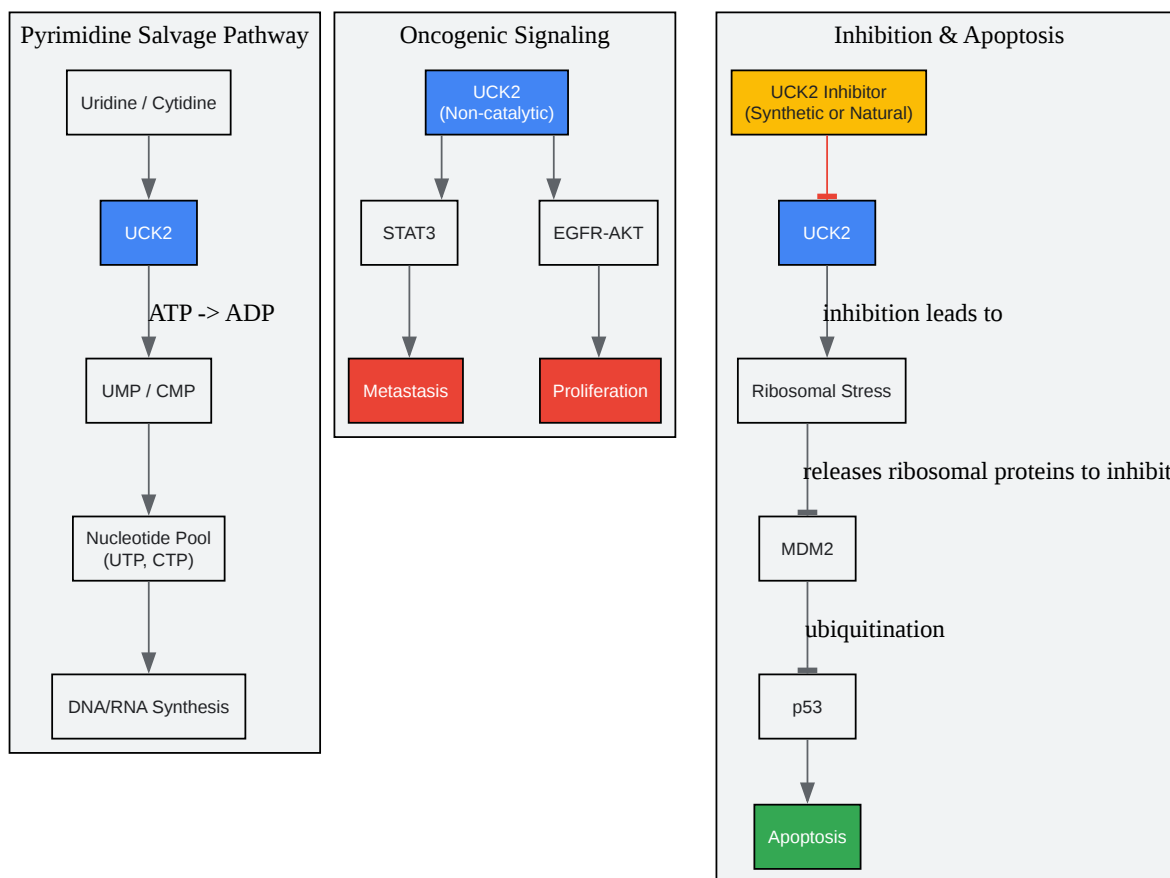 Pyrimidine Salvage Pathway
Uridine / Cytidine
UCK2
ATP -> ADP
UMP / CMP
Nucleotide Pool
(UTP, CTP)
DNA/RNA Synthesis
Oncogenic Signaling
UCK2
(Non-catalytic)
STAT3
EGFR-AKT
Metastasis
Proliferation
Inhibition & Apoptosis
UCK2 Inhibitor
(Synthetic or Natural)
UCK2
inhibition leads to
Ribosomal Stress
releases ribosomal proteins to inhibit
MDM2
ubiquitination
p53
Apoptosis